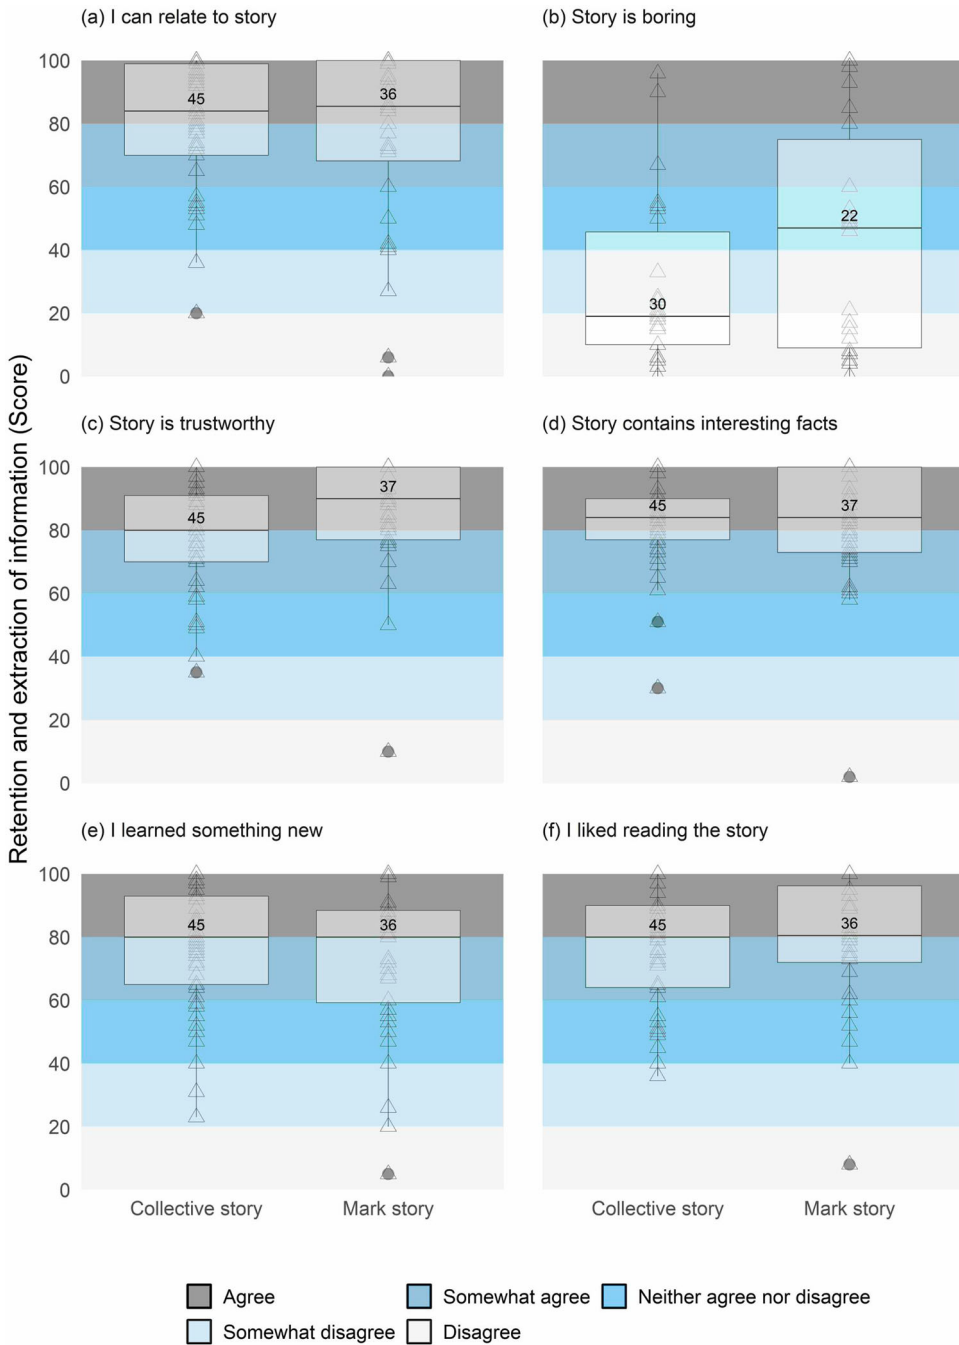 (a) I can relate to story
(b) Story is boring
100
80
60
40
20
0
45
36
30
22
(c) Story is trustworthy
(d) Story contains interesting facts
100
80
60
40
20
0
45
37
45
37
(e) I learned something new
(f) I liked reading the story
100
80
60
40
20
0
45
36
45
36
Retention and extraction of information (Score)
Collective story
Mark story
Collective story
Mark story
Agree
Somewhat agree
Neither agree nor disagree
Somewhat disagree
Disagree